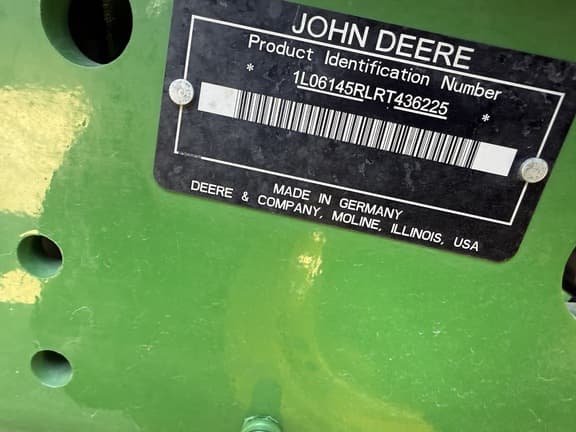 JOHN DEERE
Product Identification Number
* 1L06145RLRT436225 *
MADE IN GERMANY
DEERE & COMPANY, MOLINE, ILLINOIS, USA